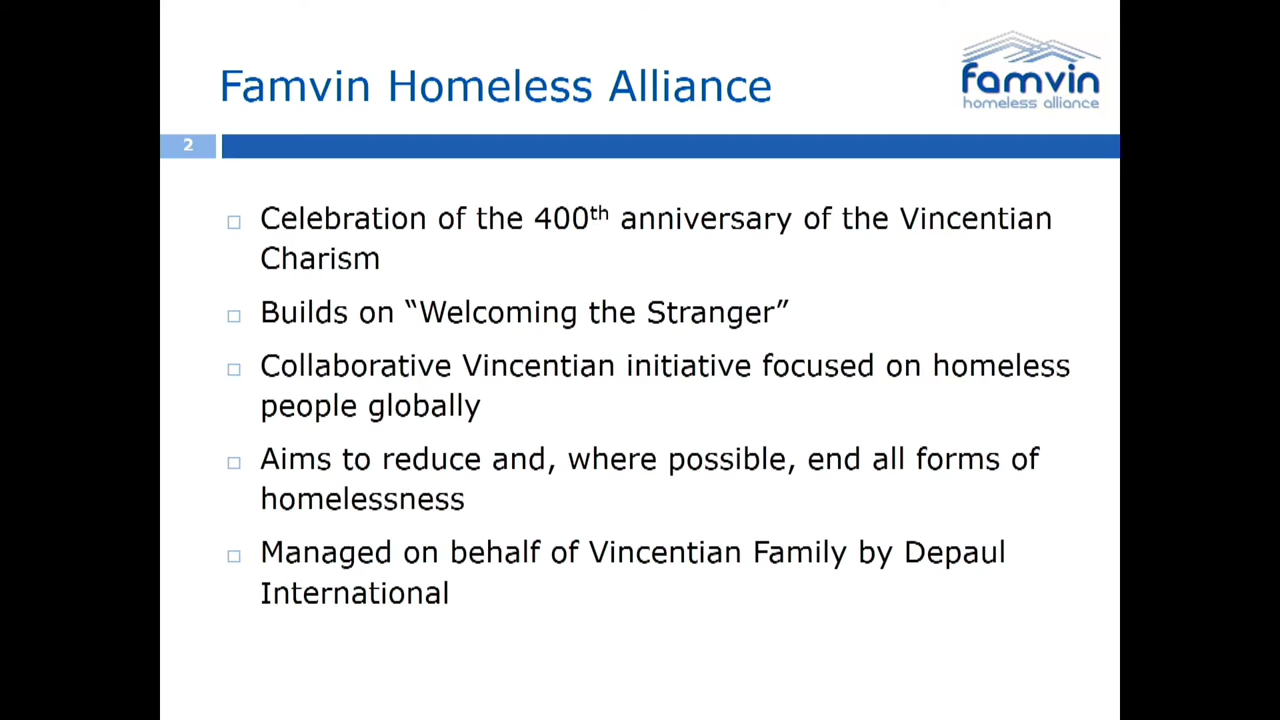 Famvin Homeless Alliance
famvin
homeless alliance
2
Celebration of the 400th anniversary of the Vincentian
Charism
Builds on “Welcoming the Stranger”
Collaborative Vincentian initiative focused on homeless
people globally
Aims to reduce and, where possible, end all forms of
homelessness
Managed on behalf of Vincentian Family by Depaul
International